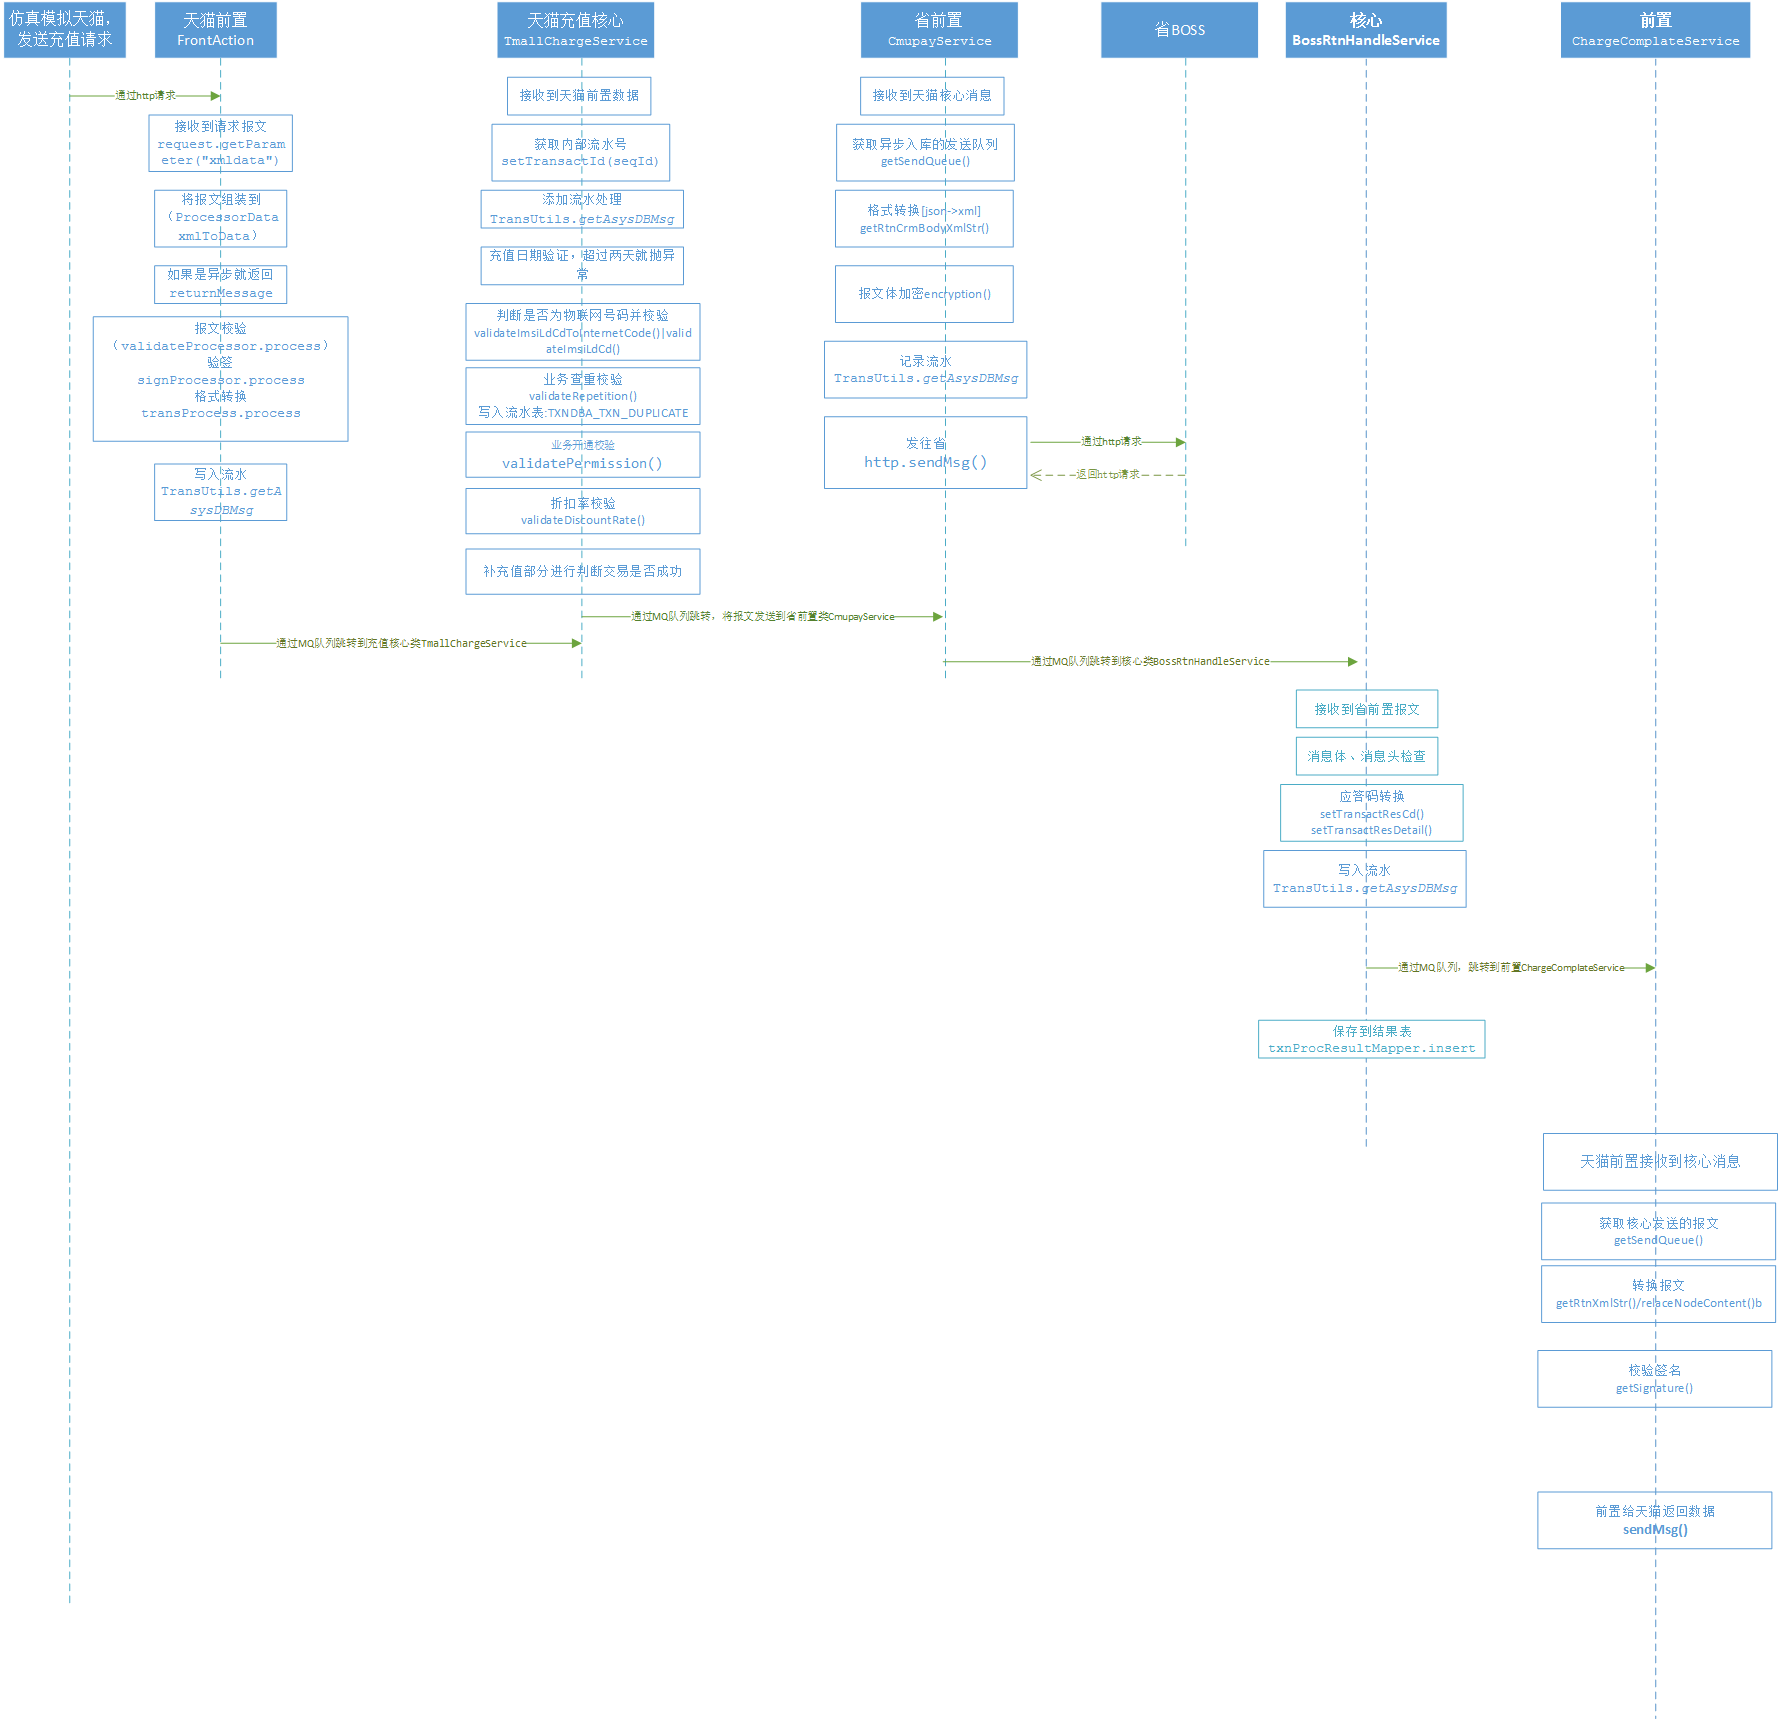 仿真模拟天猫，
发送充值请求
天猫前置
FrontAction
天猫充值核心
TmallChargeService
省前置
CmupayService
省BOSS
核心
BossRtnHandleService
前置
ChargeComplateService
通过http请求
接收到请求报文
request.getParam
eter("xmldata")
将报文组装到
（ProcessorData
xmlToData）
如果是异步就返回
returnMessage
报文校验
（validateProcessor.process）
验签
signProcessor.process
格式转换
transProcess.process
写入流水
TransUtils.getA
sysDBMsg
接收到天猫前置数据
获取内部流水号
setTransactId(seqId)
添加流水处理
TransUtils.getAsysDBMsg
充值日期验证，超过两天就抛异
常
判断是否为物联网号码并校验
validateImsiLdCdToInternetCode()|valid
ateImsiLdCd()
业务查重校验
validateRepetition()
写入流水表:TXNDBA_TXN_DUPLICATE
业务开通校验
validatePermission()
折扣率校验
validateDiscountRate()
补充值部分进行判断交易是否成功
接收到天猫核心消息
获取异步入库的发送队列
getSendQueue()
格式转换[json->xml]
getRtnCrmBodyXmlStr()
报文体加密encryption()
记录流水
TransUtils.getAsysDBMsg
发往省
http.sendMsg()
通过http请求
返回http请求
通过MQ队列跳转，将报文发送到省前置类CmupayService
通过MQ队列跳转到充值核心类TmallChargeService
通过MQ队列跳转到核心类BossRtnHandleService
接收到省前置报文
消息体、消息头检查
应答码转换
setTransactResCd()
setTransactResDetail()
写入流水
TransUtils.getAsysDBMsg
通过MQ队列，跳转到前置ChargeComplateService
保存到结果表
txnProcResultMapper.insert
天猫前置接收到核心消息
获取核心发送的报文
getSendQueue()
转换报文
getRtnXmlStr()/relaceNodeContent()b
校验签名
getSignature()
前置给天猫返回数据
sendMsg()